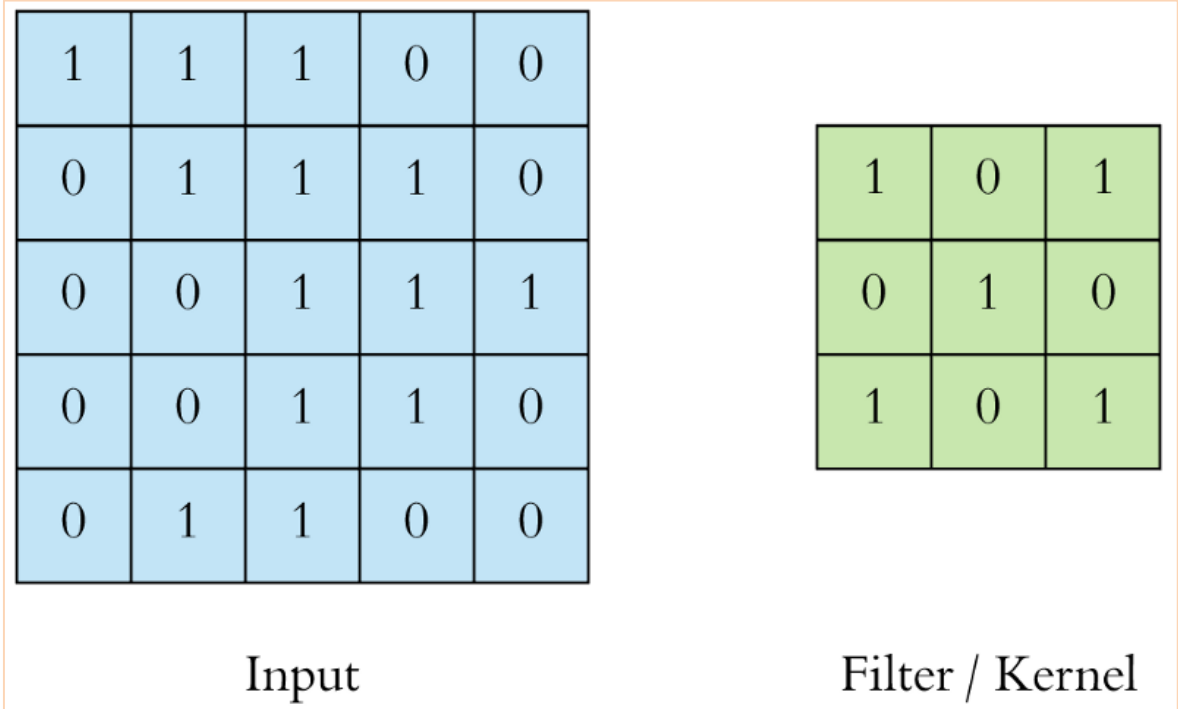 1 1 1 0 0
0 1 1 1 0
0 0 1 1 1
0 0 1 1 0
0 1 1 0 0
Input
1 0 1
0 1 0
1 0 1
Filter / Kernel